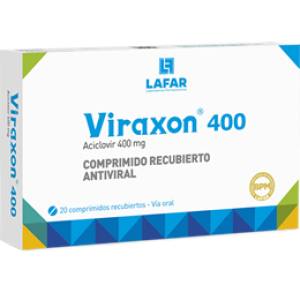 LAFAR
Viraxon® 400
Aciclovir 400 mg
COMPRIMIDO RECUBIERTO
ANTIVIRAL
20 comprimidos recubiertos - Vía oral
Viraxon® 400